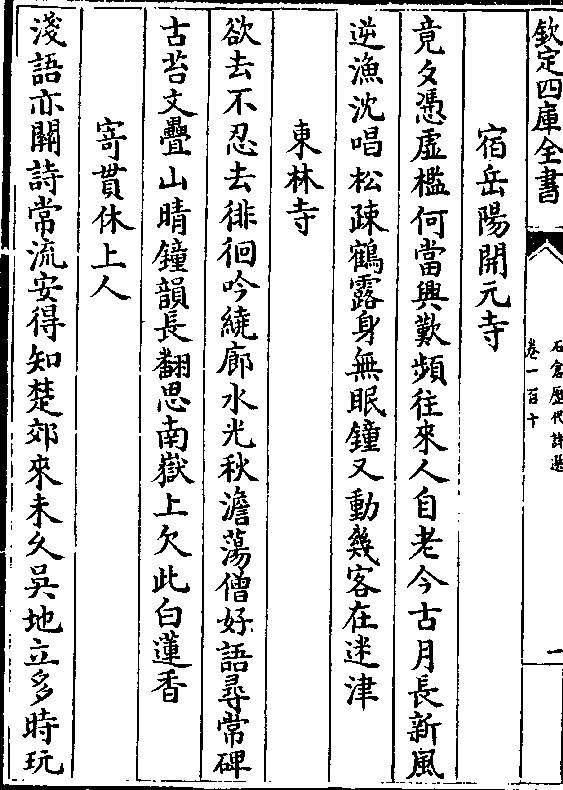 欽定四庫全書
石倉歷代詩選
卷一百十
一
宿岳陽開元寺
竟夕憑虛檻何當興歎頻往來人自老今古月長新風
逆漁沈唱松疎鶴露身無眠鐘又動幾客在迷津
東林寺
欲去不忍去徘徊吟繞廊水光秋澹蕩僧好語尋常碑
古苔文疊山晴鐘韻長翻思南嶽上欠此白蓮香
寄貫休上人
淺語亦關詩常流安得知楚郊來未久吳地立多時玩